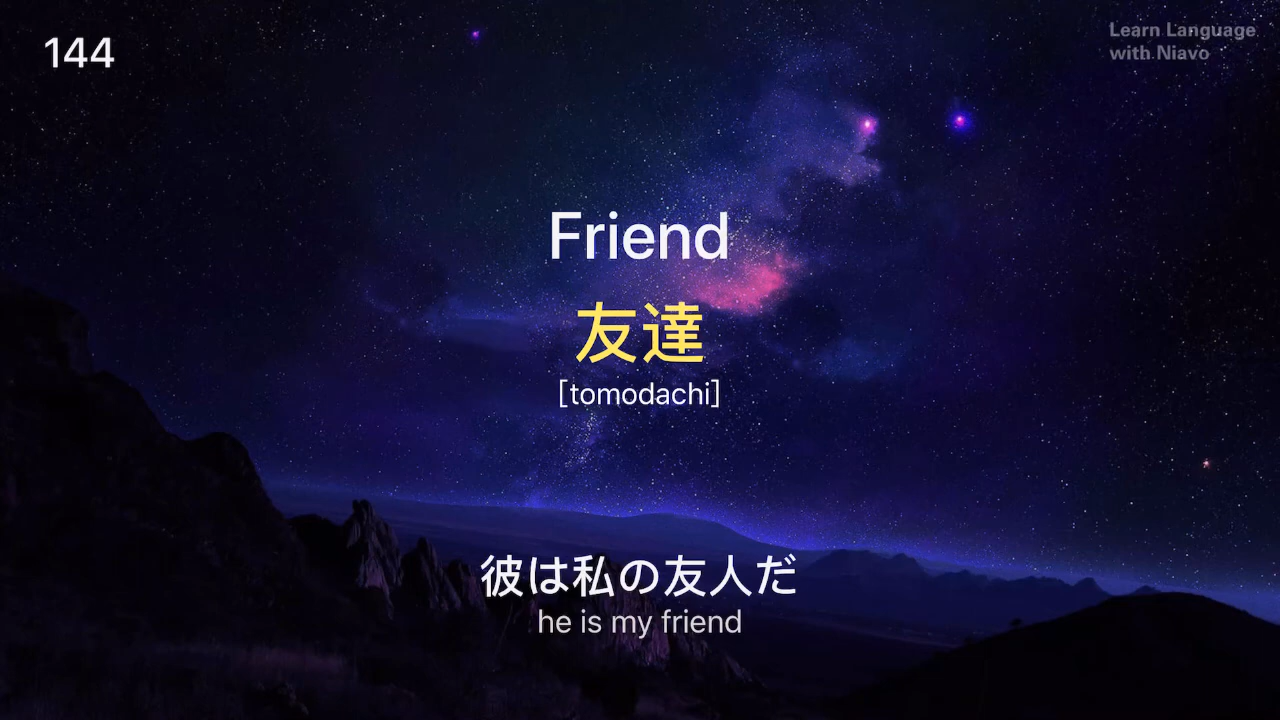 144
Learn Language
with Niavo
Friend
友達
[tomodachi]
彼は私の友人だ
he is my friend